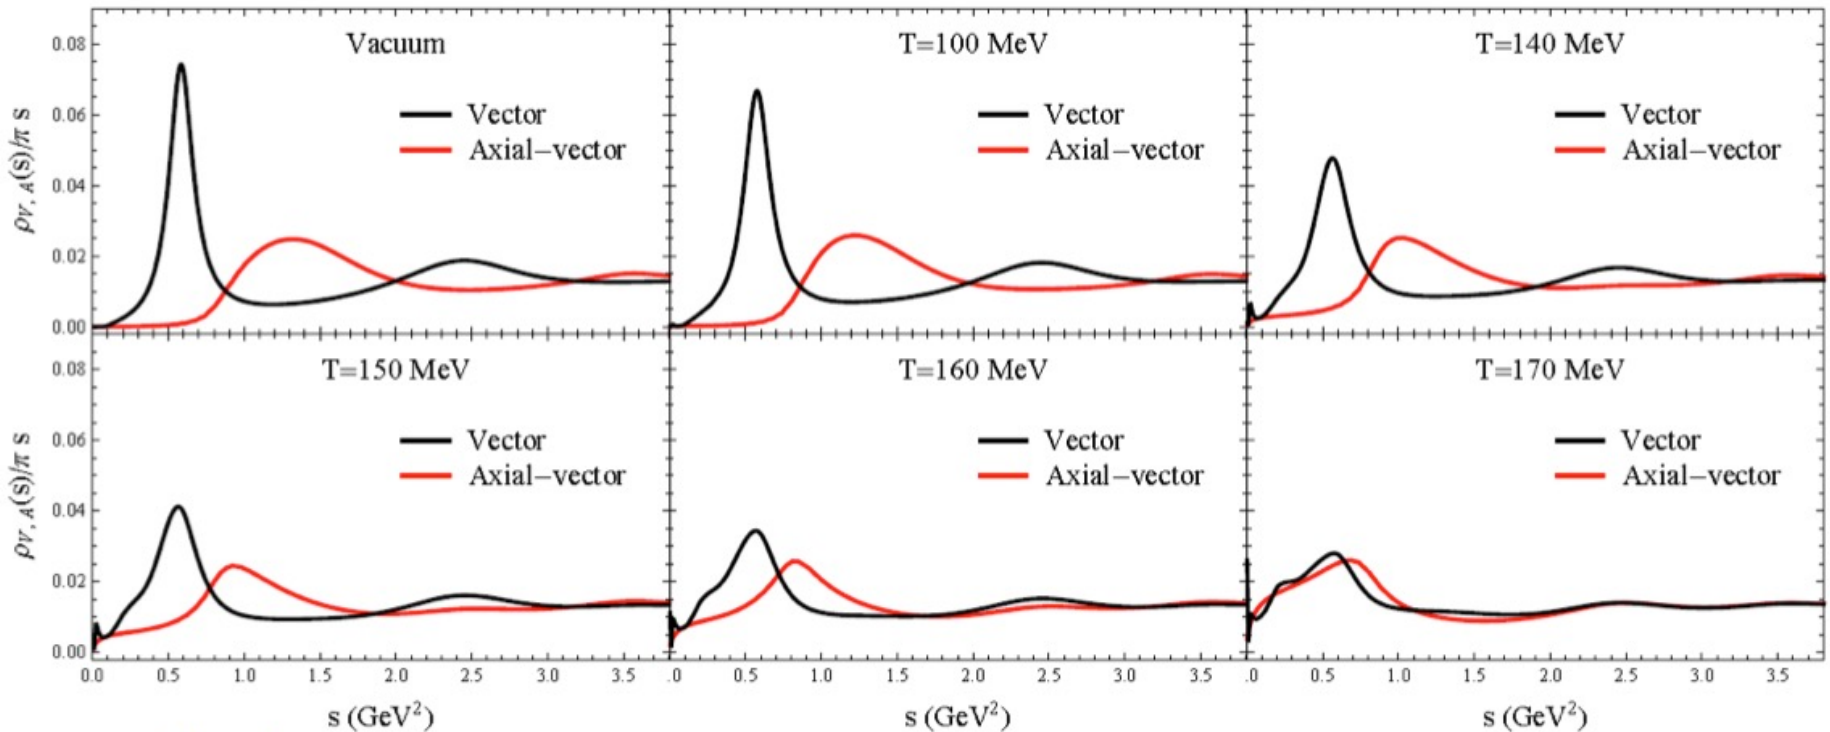 Vacuum
T=100 MeV
T=140 MeV
0.08
0.06
0.04
0.02
0.00
ρV, A(s)/π s
Vector
Axial−vector
Vector
Axial−vector
Vector
Axial−vector
T=150 MeV
T=160 MeV
T=170 MeV
0.08
0.06
0.04
0.02
0.00
ρV, A(s)/π s
Vector
Axial−vector
Vector
Axial−vector
Vector
Axial−vector
0.0 0.5 1.0 1.5 2.0 2.5 3.0 3.5
.0 0.5 1.0 1.5 2.0 2.5 3.0 3.5
.0 0.5 1.0 1.5 2.0 2.5 3.0 3.5
s (GeV²)
s (GeV²)
s (GeV²)